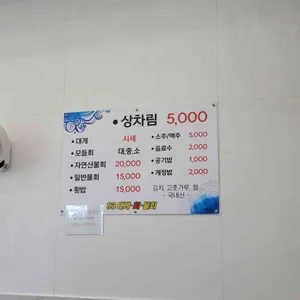 • 상차림 5,000
• 대게 시세
• 모듬회 대,중,소
• 자연산물회 20,000
• 일반물회 15,000
• 횟밥 15,000
• 소주/맥주 5,000
• 음료수 2,000
• 공기밥 1,000
• 게장밥 2,000
김치, 고춧가루, 쌀
- 국내산 -